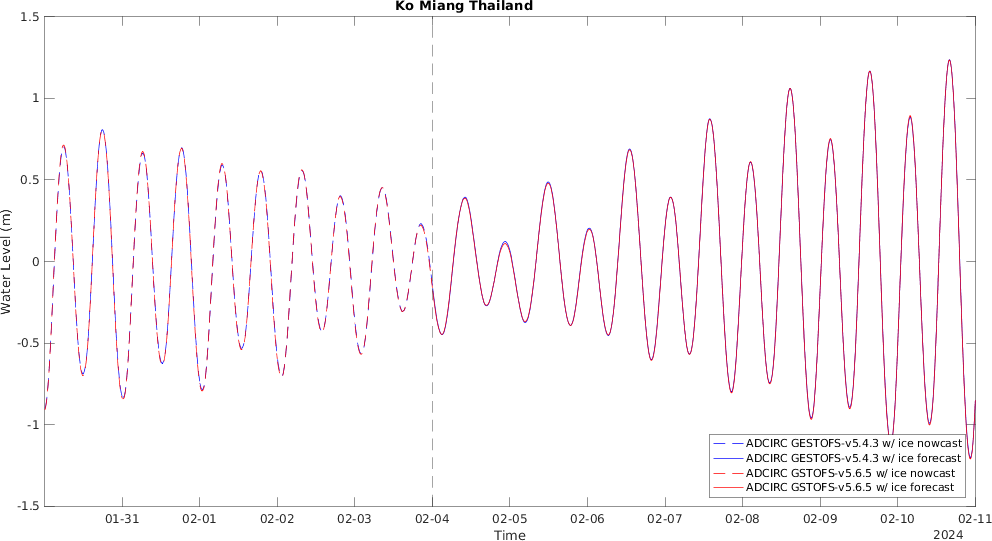 Ko Miang Thailand
1.5
1
0.5
0
-0.5
-1
-1.5
Water Level (m)
ADCIRC GESTOFS-v5.4.3 w/ ice nowcast
ADCIRC GESTOFS-v5.4.3 w/ ice forecast
ADCIRC GSTOFS-v5.6.5 w/ ice nowcast
ADCIRC GSTOFS-v5.6.5 w/ ice forecast
01-31 02-01 02-02 02-03 02-04 02-05 02-06 02-07 02-08 02-09 02-10 02-11
Time
2024